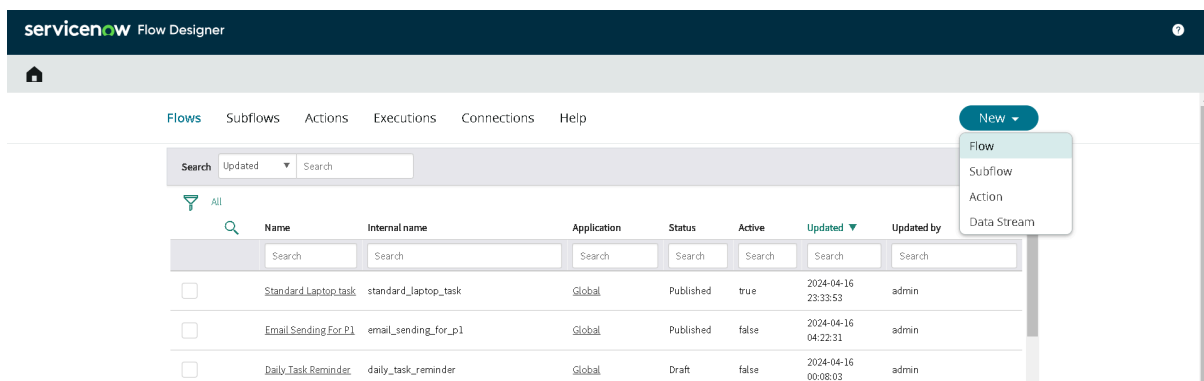 servicenow Flow Designer
Flows Subflows Actions Executions Connections Help New
Flow
Subflow
Action
Data Stream
Search Updated Search
All
Name Internal name Application Status Active Updated Updated by
Search Search Search Search Search Search Search
Standard Laptop task standard_laptop_task Global Published true 2024-04-16 23:33:53 admin
Email Sending For P1 email_sending_for_p1 Global Published false 2024-04-16 04:22:31 admin
Daily Task Reminder daily_task_reminder Global Draft false 2024-04-16 00:08:03 admin